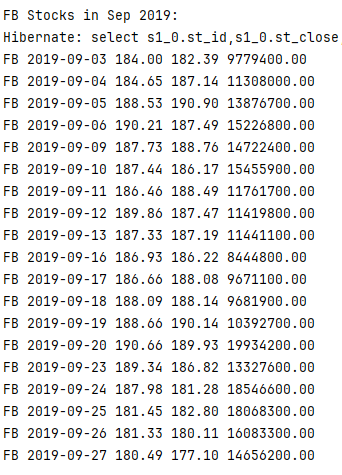 FB Stocks in Sep 2019:
Hibernate: select s1_0.st_id,s1_0.st_close
FB 2019-09-03 184.00 182.39 9779400.00
FB 2019-09-04 184.65 187.14 11308000.00
FB 2019-09-05 188.53 190.90 13876700.00
FB 2019-09-06 190.21 187.49 15226800.00
FB 2019-09-09 187.73 188.76 14722400.00
FB 2019-09-10 187.44 186.17 15455900.00
FB 2019-09-11 186.46 188.49 11761700.00
FB 2019-09-12 189.86 187.47 11419800.00
FB 2019-09-13 187.33 187.19 11441100.00
FB 2019-09-16 186.93 186.22 8444800.00
FB 2019-09-17 186.66 188.08 9671100.00
FB 2019-09-18 188.09 188.14 9681900.00
FB 2019-09-19 188.66 190.14 10392700.00
FB 2019-09-20 190.66 189.93 19934200.00
FB 2019-09-23 189.34 186.82 13327600.00
FB 2019-09-24 187.98 181.28 18546600.00
FB 2019-09-25 181.45 182.80 18068300.00
FB 2019-09-26 181.33 180.11 16083300.00
FB 2019-09-27 180.49 177.10 14656200.00